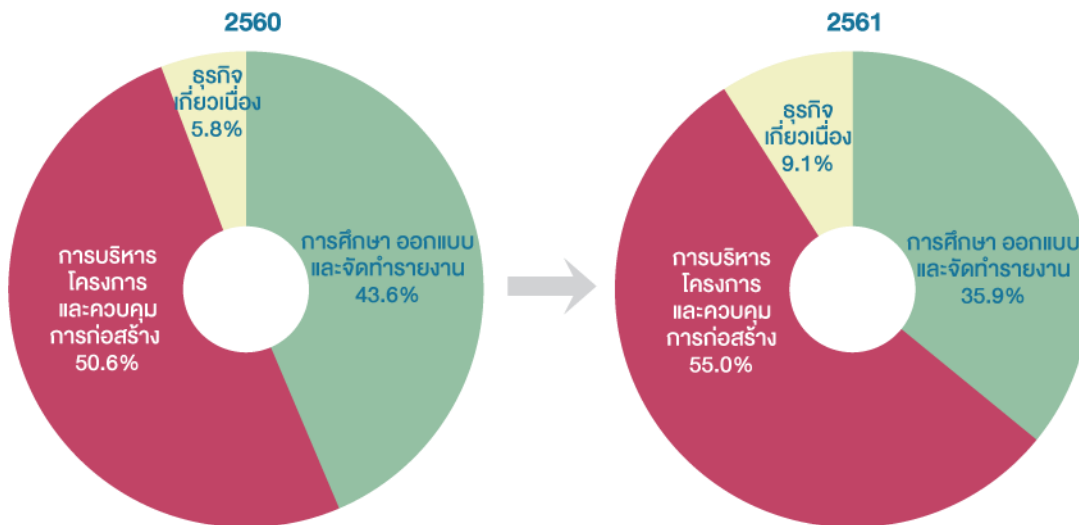 2560
ธุรกิจ
เกี่ยวเนื่อง
5.8%
การศึกษา ออกแบบ
และจัดทำรายงาน
43.6%
การบริหาร
โครงการ
และควบคุม
การก่อสร้าง
50.6%
2561
ธุรกิจ
เกี่ยวเนื่อง
9.1%
การศึกษา ออกแบบ
และจัดทำรายงาน
35.9%
การบริหาร
โครงการ
และควบคุม
การก่อสร้าง
55.0%